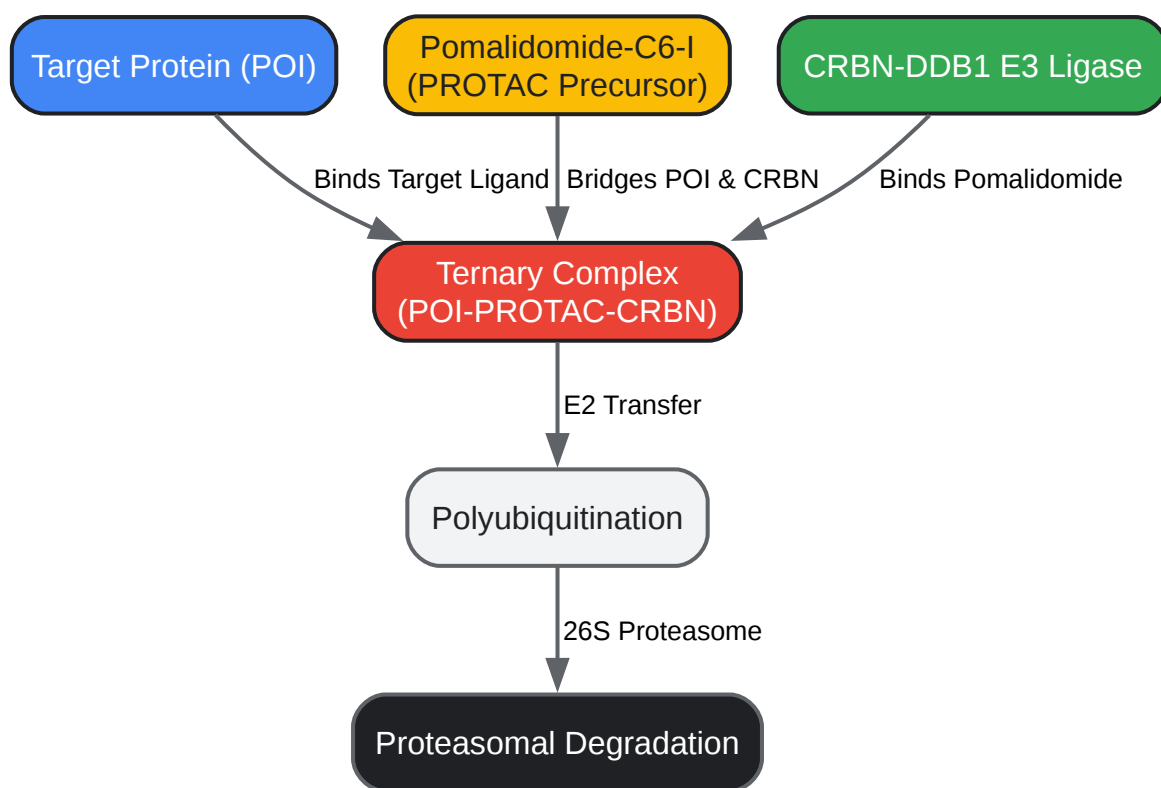 Target Protein (POI)
Pomalidomide-C6-I
(PROTAC Precursor)
CRBN-DDB1 E3 Ligase
Binds Target Ligand
Bridges POI & CRBN
Binds Pomalidomide
Ternary Complex
(POI-PROTAC-CRBN)
E2 Transfer
Polyubiquitination
26S Proteasome
Proteasomal Degradation